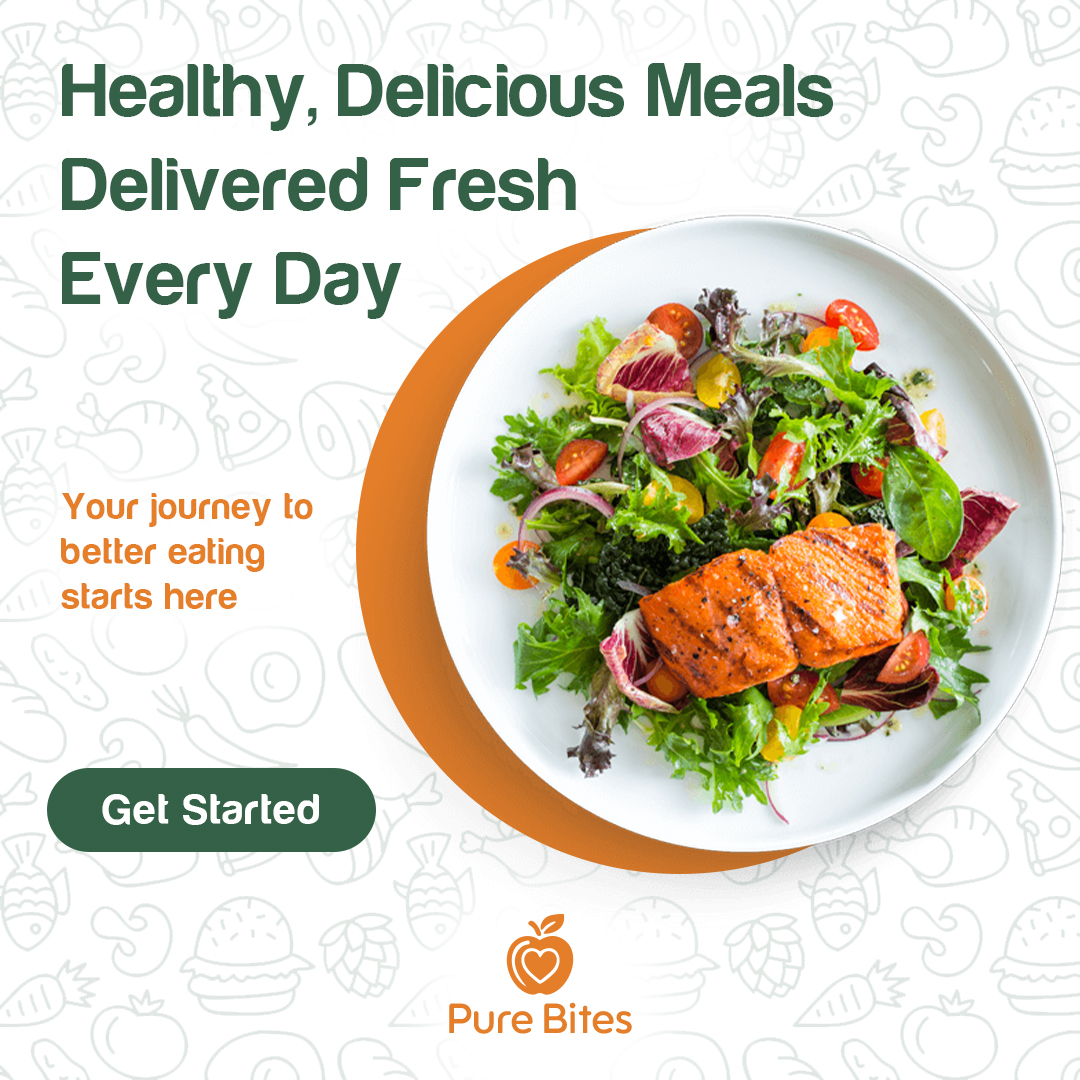 Healthy, Delicious Meals
Delivered Fresh
Every Day
Your journey to
better eating
starts here
Get Started
Pure Bites